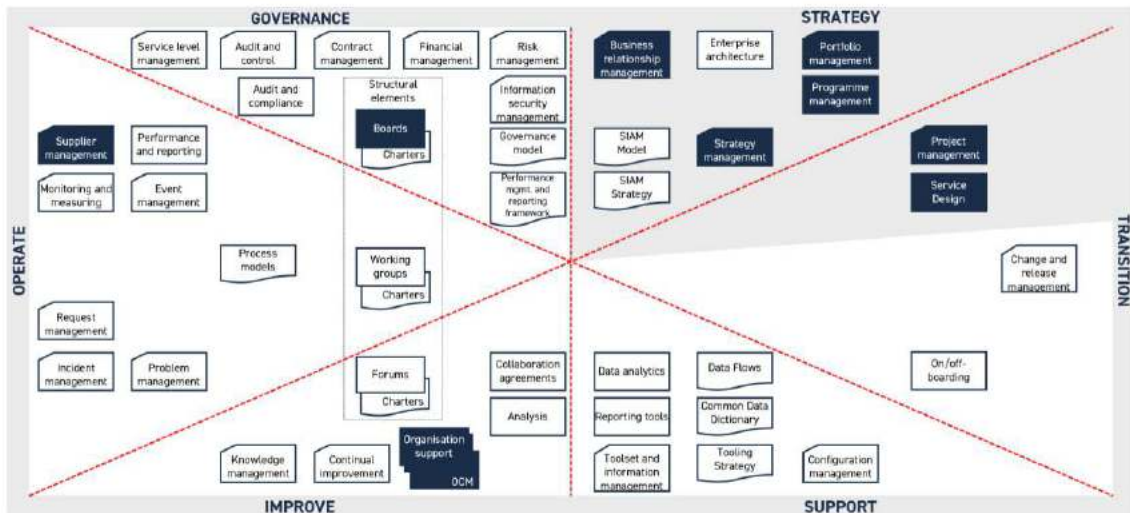 GOVERNANCE
STRATEGY
Service level
management
Audit and
control
Contract
management
Financial
management
Risk
management
Business
relationship
management
Enterprise
architecture
Portfolio
management
Audit and
compliance
Structural
elements
Information
security
management
Programme
management
Supplier
management
Performance
and reporting
Boards
Charters
Governance
model
SIAM
Model
Strategy
management
Project
management
Monitoring and
measuring
Event
management
Performance
mgmt. and
reporting
framework
SIAM
Strategy
Service
Design
OPERATE
TRANSITION
Process
models
Working
groups
Charters
Change and
release
management
Request
management
Incident
management
Problem
management
Forums
Charters
Collaboration
agreements
Data analytics
Data Flows
On/off-
boarding
Analysis
Reporting tools
Common Data
Dictionary
Knowledge
management
Continual
improvement
Organisation
support
OCM
Toolset and
information
management
Tooling
Strategy
Configuration
management
IMPROVE
SUPPORT